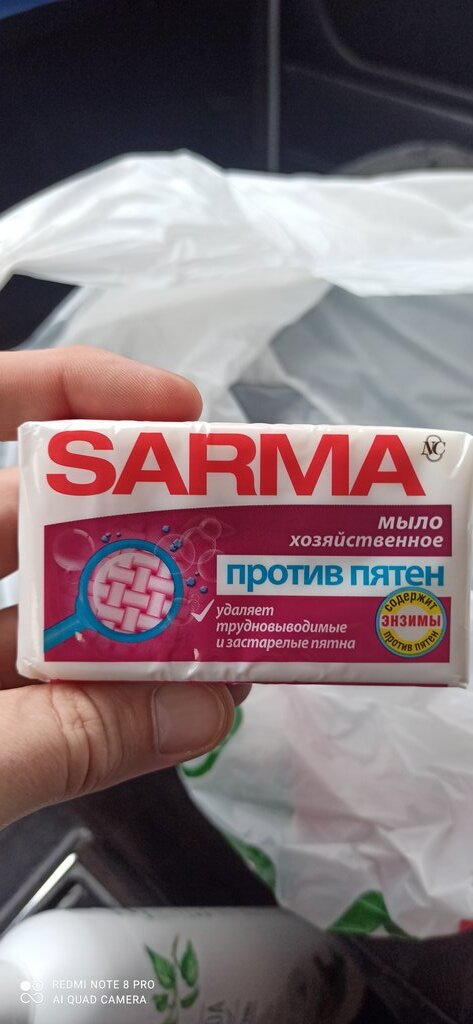 SARMA
НС
мыло
хозяйственное
против пятен
удаляет
трудновыводимые
и застарелые пятна
содержит
энзимы
против пятен
REDMI NOTE 8 PRO
AI QUAD CAMERA